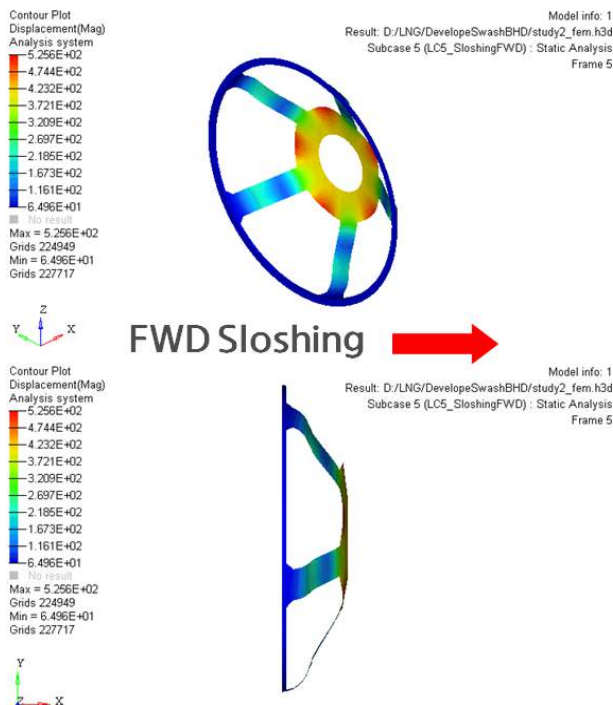 Contour Plot
Displacement(Mag)
Analysis system
5.256E+02
4.744E+02
4.232E+02
3.721E+02
3.209E+02
2.697E+02
2.185E+02
1.673E+02
1.161E+02
6.496E+01
No result
Max = 5.256E+02
Grids 224949
Min = 6.496E+01
Grids 227717
Model info: 1
Result: D:/LNG/DevelopeSwashBHD/study2_fem.h3d
Subcase 5 (LC5_SloshingFWD) : Static Analysis
Frame 5
Z
Y X
FWD Sloshing
Contour Plot
Displacement(Mag)
Analysis system
5.256E+02
4.744E+02
4.232E+02
3.721E+02
3.209E+02
2.697E+02
2.185E+02
1.673E+02
1.161E+02
6.496E+01
No result
Max = 5.256E+02
Grids 224949
Min = 6.496E+01
Grids 227717
Model info: 1
Result: D:/LNG/DevelopeSwashBHD/study2_fem.h3d
Subcase 5 (LC5_SloshingFWD) : Static Analysis
Frame 5
Y
Z X